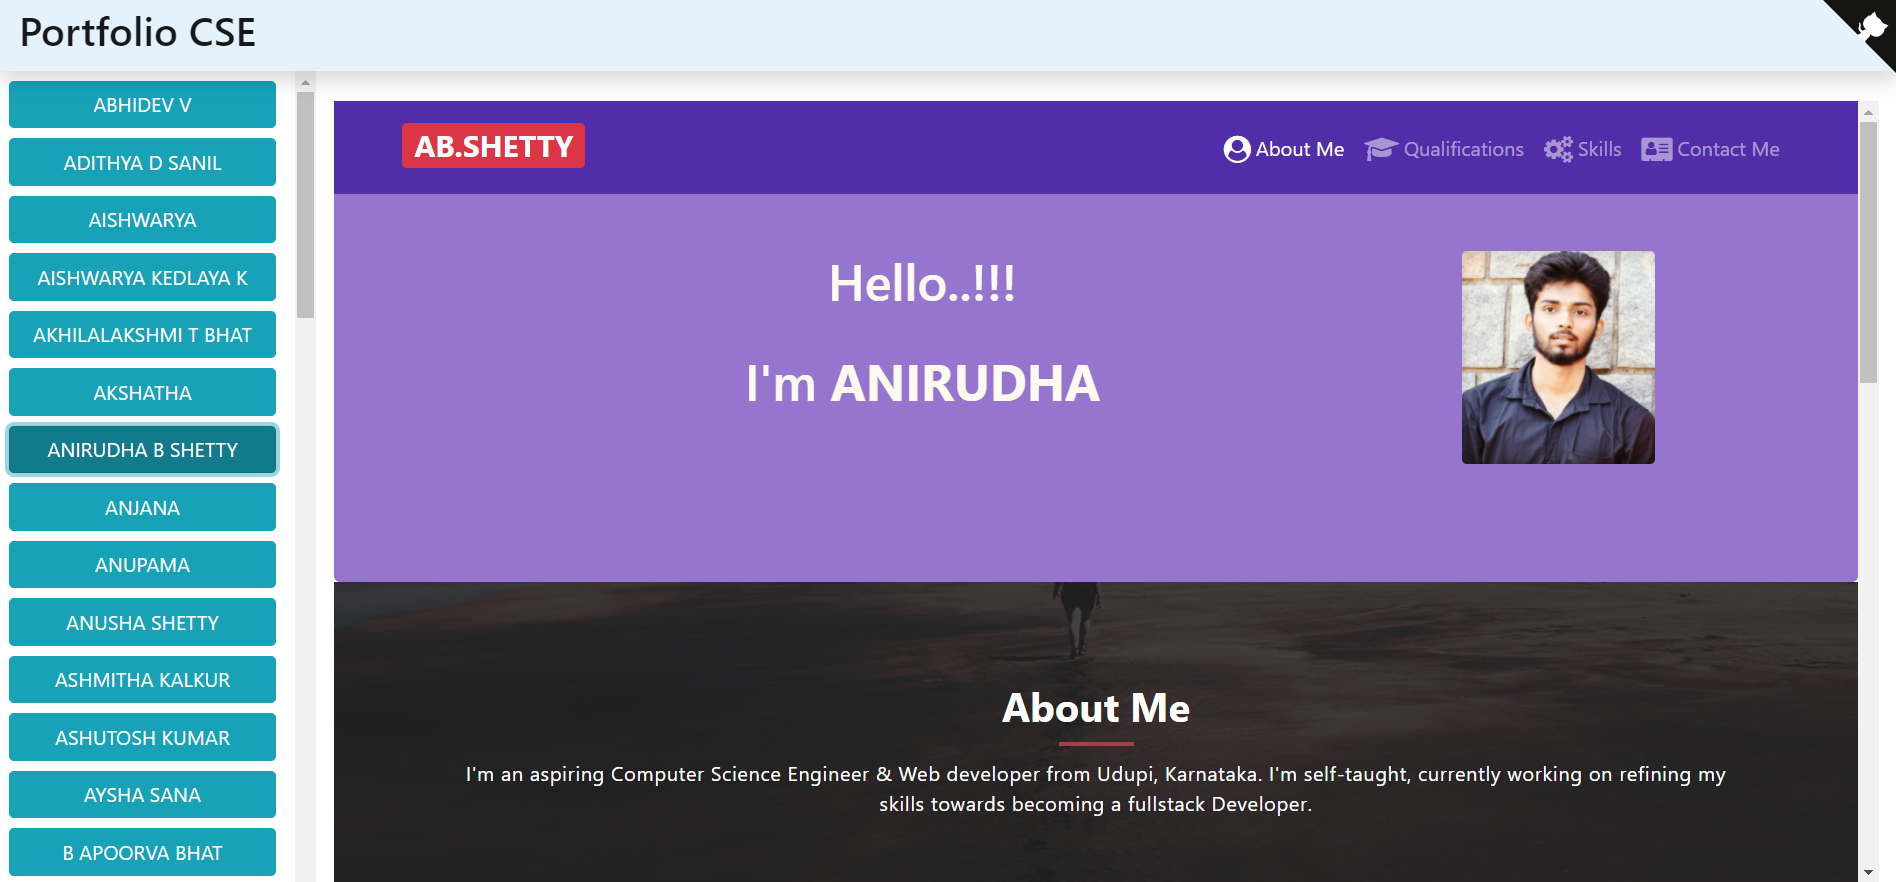 Portfolio CSE
ABHIDEV V
ADITHYA D SANIL
AISHWARYA
AISHWARYA KEDLAYA K
AKHILALAKSHMI T BHAT
AKSHATHA
ANIRUDHA B SHETTY
ANJANA
ANUPAMA
ANUSHA SHETTY
ASHMITHA KALKUR
ASHUTOSH KUMAR
AYSHA SANA
B APOORVA BHAT
AB.SHETTY
About Me
Qualifications
Skills
Contact Me
Hello..!!!
I'm ANIRUDHA
About Me
I'm an aspiring Computer Science Engineer & Web developer from Udupi, Karnataka. I'm self-taught, currently working on refining my
skills towards becoming a fullstack Developer.